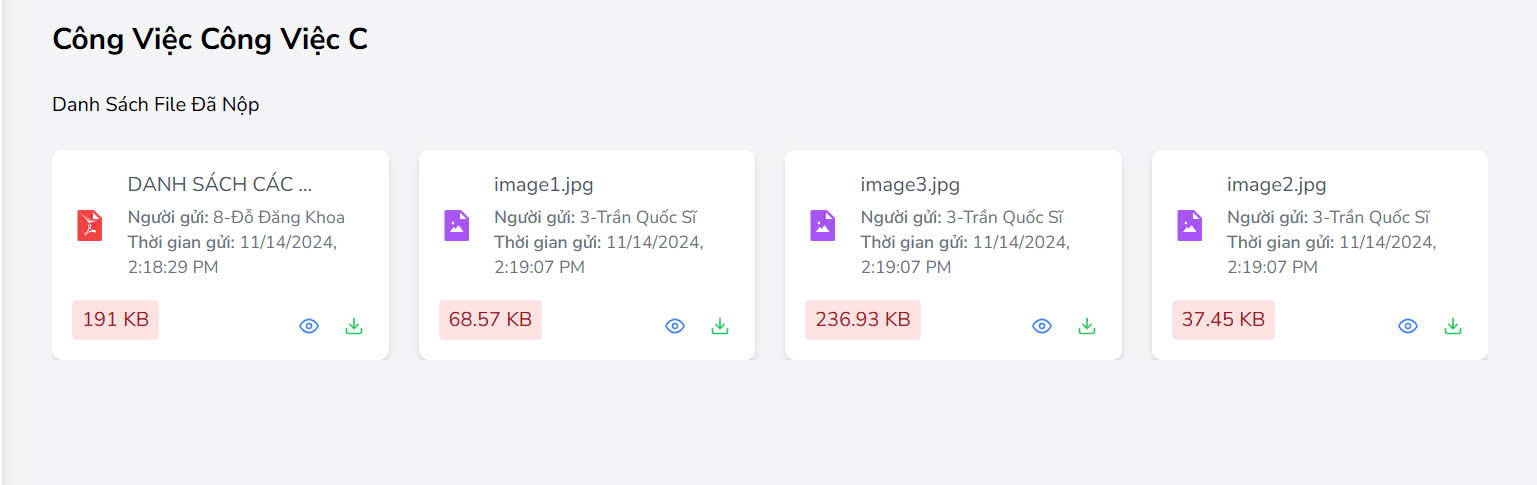 Công Việc Công Việc C
Danh Sách File Đã Nộp
DANH SÁCH CÁC ...
Người gửi: 8-Đỗ Đăng Khoa
Thời gian gửi: 11/14/2024,
2:18:29 PM
191 KB
image1.jpg
Người gửi: 3-Trần Quốc Sĩ
Thời gian gửi: 11/14/2024,
2:19:07 PM
68.57 KB
image3.jpg
Người gửi: 3-Trần Quốc Sĩ
Thời gian gửi: 11/14/2024,
2:19:07 PM
236.93 KB
image2.jpg
Người gửi: 3-Trần Quốc Sĩ
Thời gian gửi: 11/14/2024,
2:19:07 PM
37.45 KB